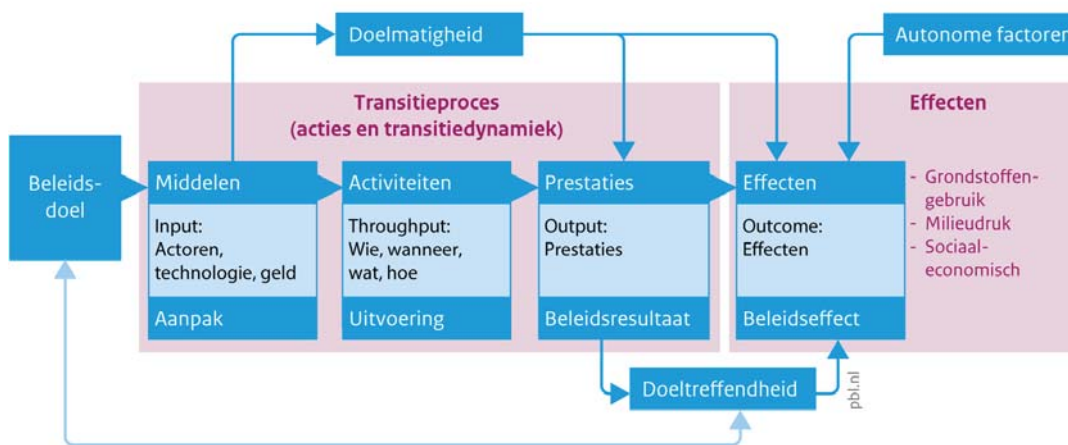 Doelmatigheid
Autonome factoren
Transitieproces
(acties en transitiedynamiek)
Effecten
Beleids-
doel
Middelen
Input:
Actoren,
technologie, geld
Aanpak
Activiteiten
Throughput:
Wie, wanneer,
wat, hoe
Uitvoering
Prestaties
Output:
Prestaties
Beleidsresultaat
Effecten
Outcome:
Effecten
Beleidseffect
- Grondstoffen-
gebruik
- Milieudruk
- Sociaal-
economisch
Doeltreffendheid
pbl.nl